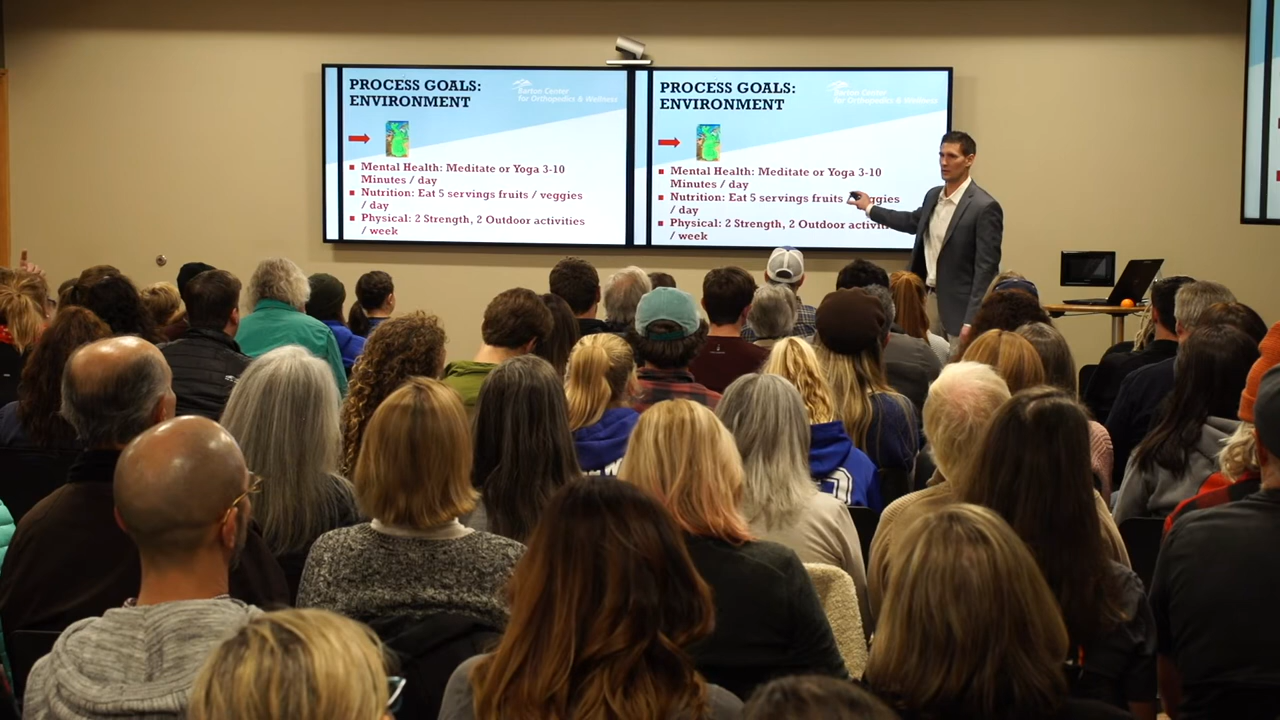 PROCESS GOALS:
ENVIRONMENT
Barton Center
for Orthopedics & Wellness
Mental Health: Meditate or Yoga 3-10
Minutes / day
Nutrition: Eat 5 servings fruits / veggies
/ day
Physical: 2 Strength, 2 Outdoor activities
/ week
PROCESS GOALS:
ENVIRONMENT
Barton Center
for Orthopedics & Wellness
Mental Health: Meditate or Yoga 3-10
Minutes / day
Nutrition: Eat 5 servings fruits veggies
/ day
Physical: 2 Strength, 2 Outdoor
/ week